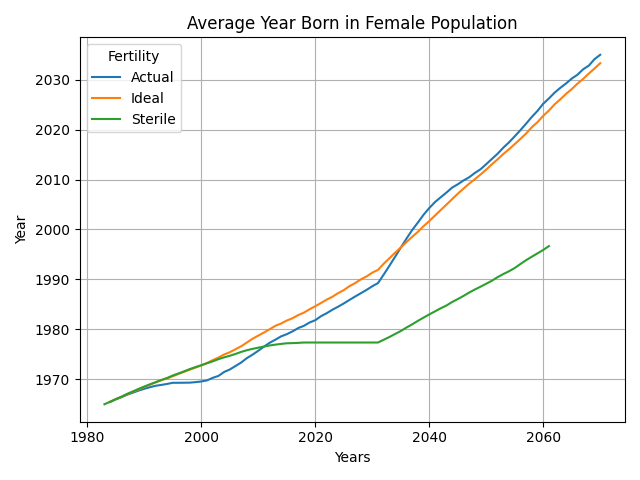 Average Year Born in Female Population
Fertility
Actual
Ideal
Sterile
Year
2030
2020
2010
2000
1990
1980
1970
1980
2000
2020
2040
2060
Years